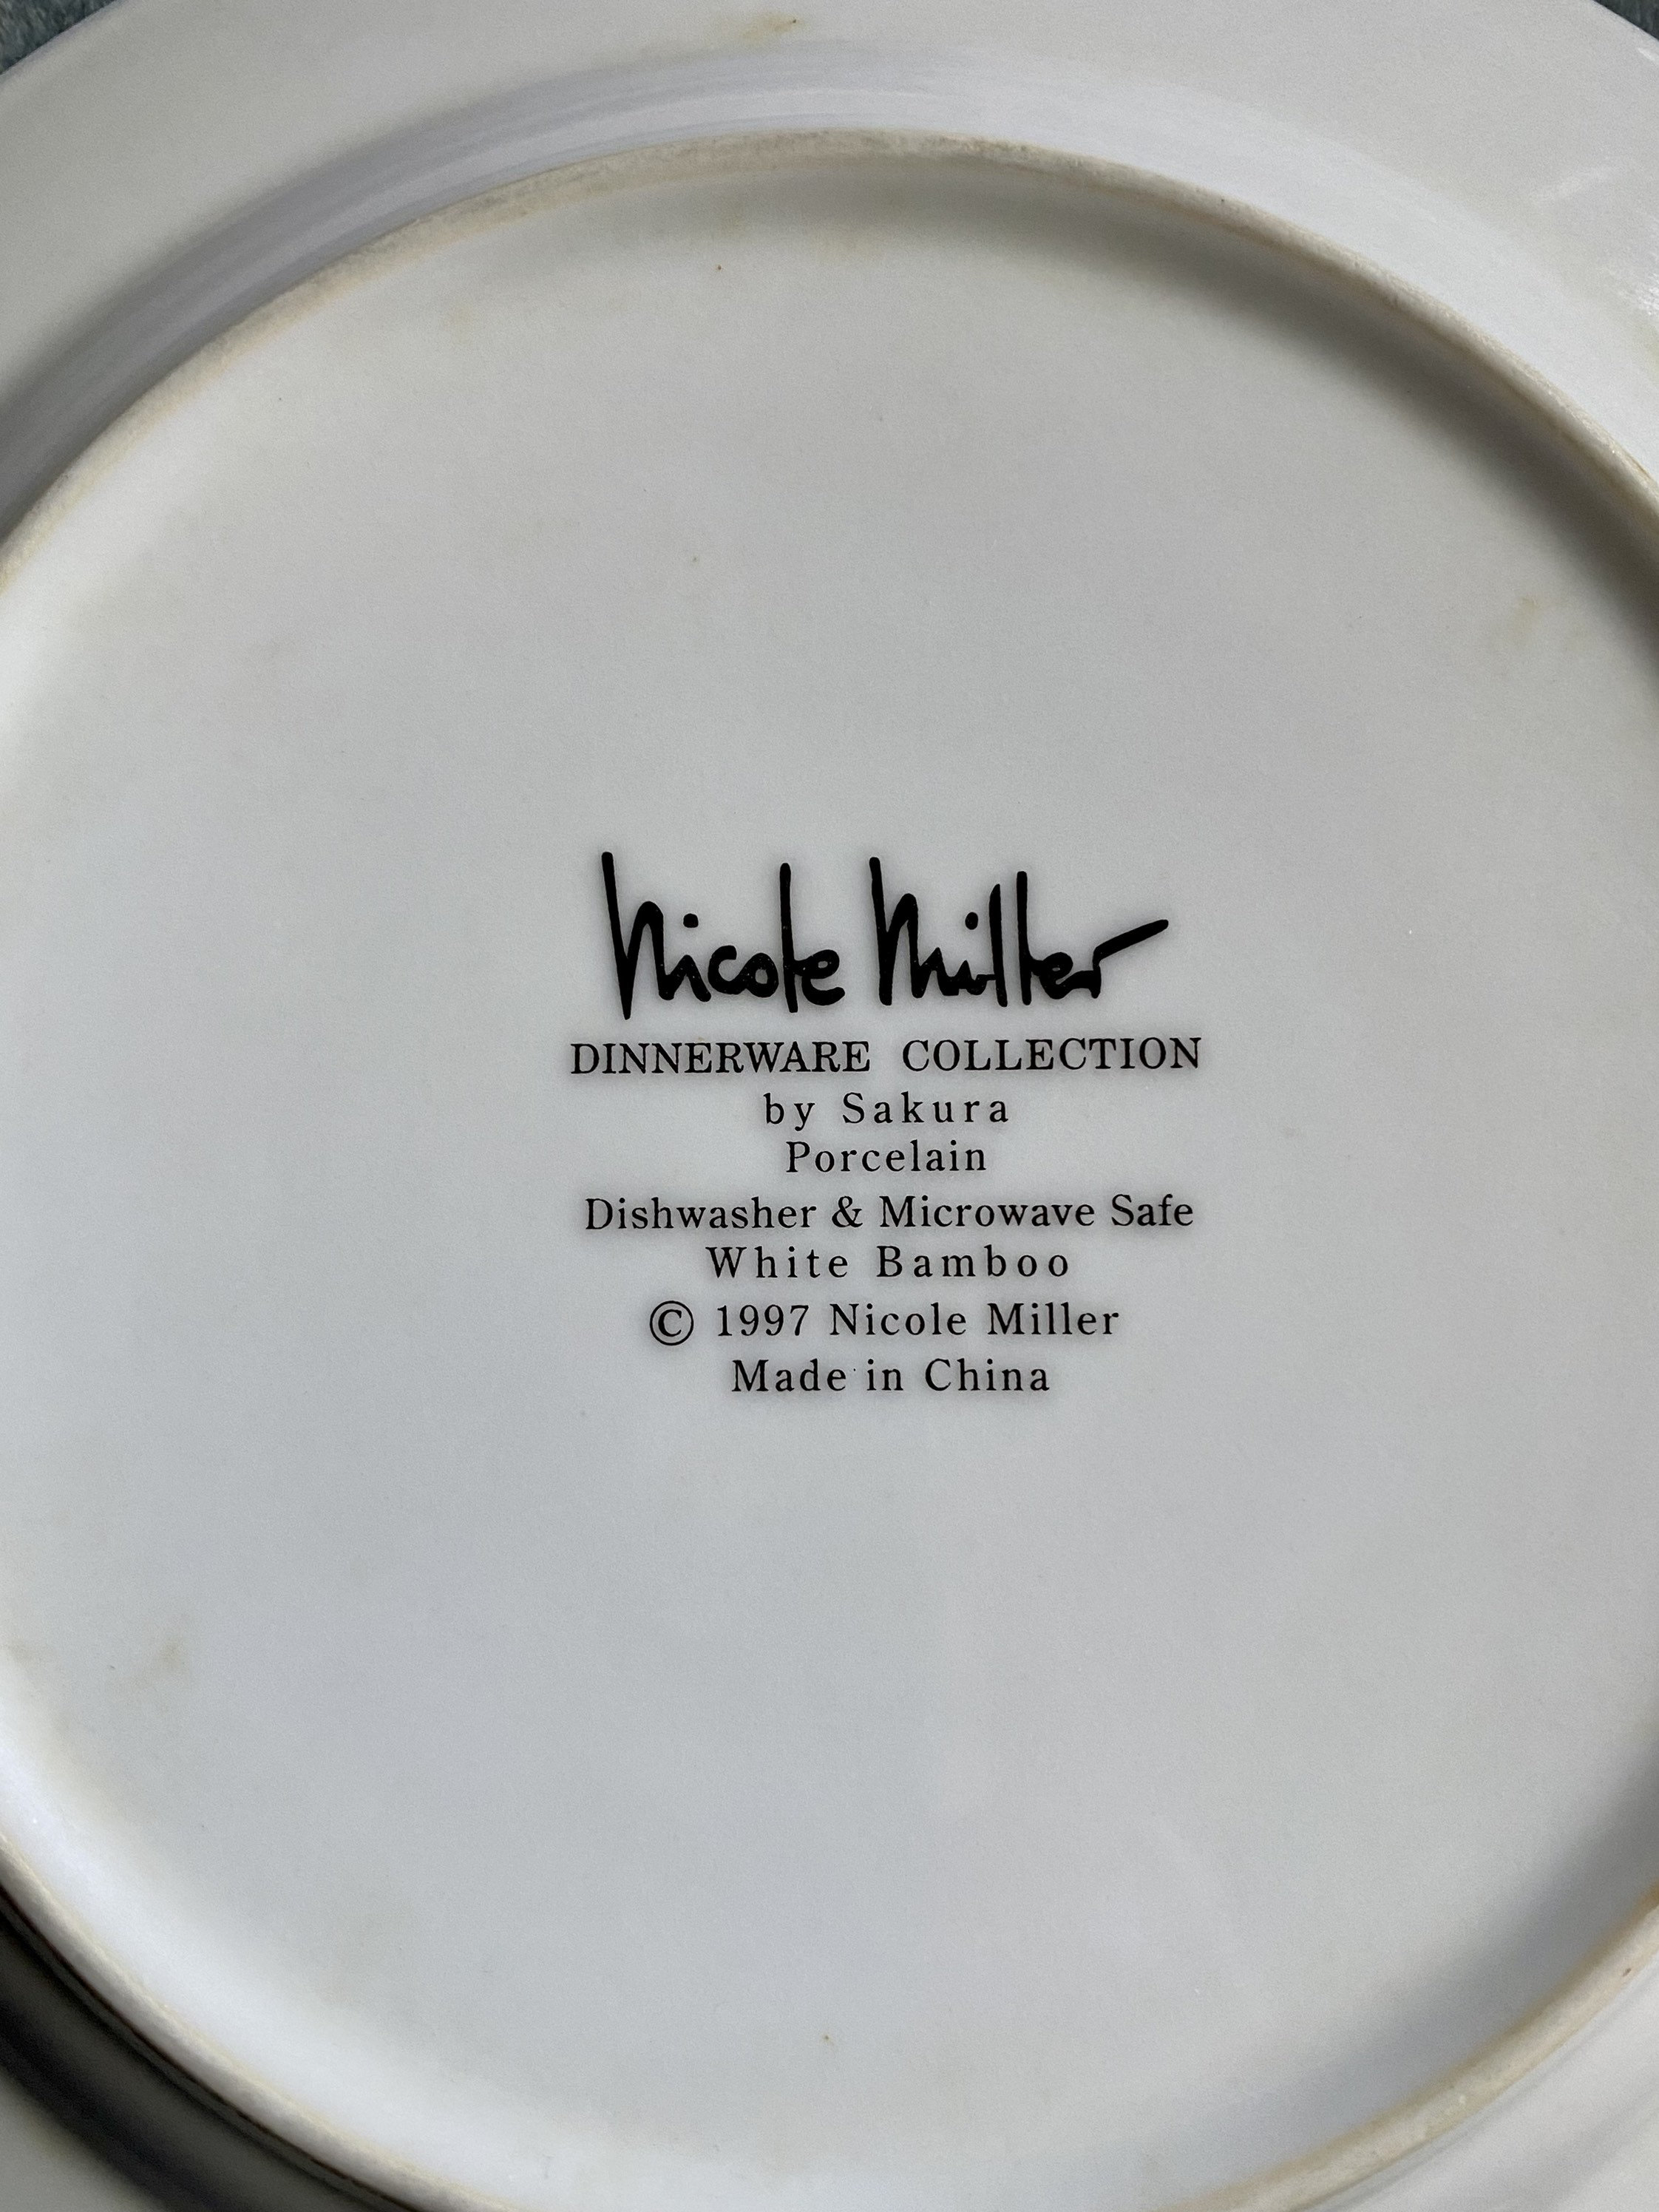 Nicole Miller
DINNERWARE COLLECTION
by Sakura
Porcelain
Dishwasher & Microwave Safe
White Bamboo
© 1997 Nicole Miller
Made in China